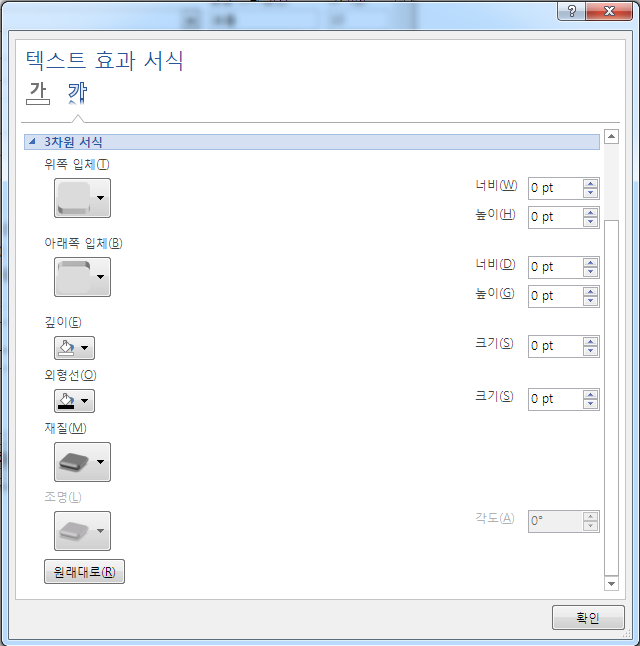 텍스트 효과 서식
가 가
3차원 서식
위쪽 입체(T)
너비(W) 0 pt
높이(H) 0 pt
아래쪽 입체(B)
너비(D) 0 pt
높이(G) 0 pt
깊이(E)
크기(S) 0 pt
외형선(O)
크기(S) 0 pt
재질(M)
조명(L)
각도(A) 0°
원래대로(R)
확인